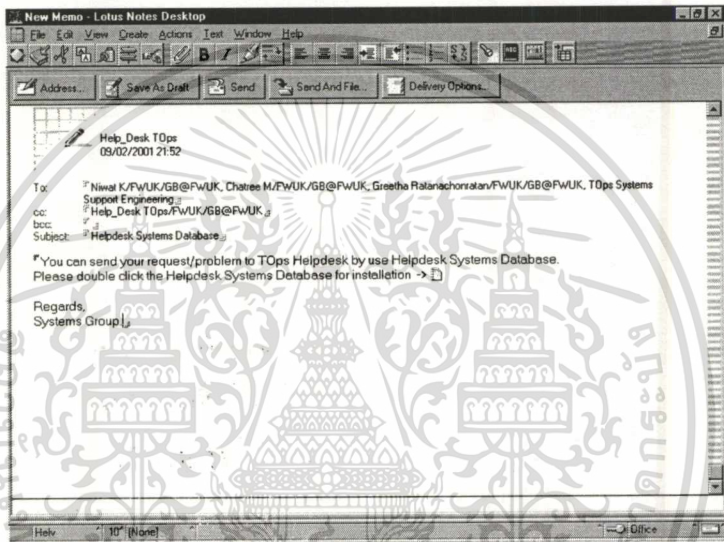 New Memo - Lotus Notes Desktop
File Edit View Create Actions Text Window Help
Address... Save As Draft Send Send And File... Delivery Options...
Help_Desk TOps
09/02/2001 21:52
To: Niwat K/FWUK/GB@FWUK, Chatree M/FWUK/GB@FWUK, Greetha Ratanachonratan/FWUK/GB@FWUK, TOps Systems
Support Engineering
cc: Help_Desk TOps/FWUK/GB@FWUK
bcc:
Subject: Helpdesk Systems Database
You can send your request/problem to TOps Helpdesk by use Helpdesk Systems Database.
Please double click the Helpdesk Systems Database for installation ->
Regards,
Systems Group
Helv 10 [None] Office